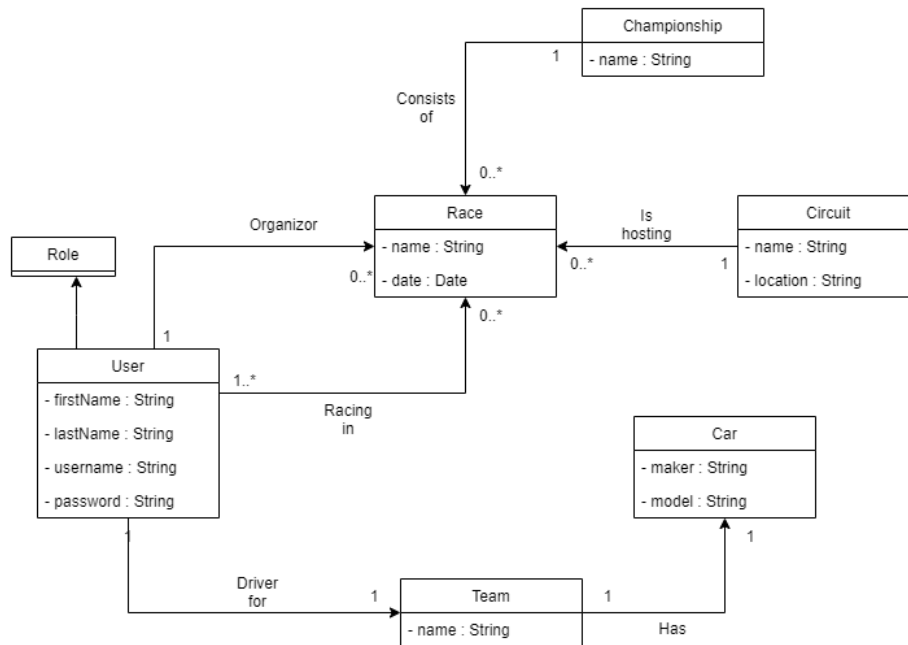 Championship
- name : String
1
Consists
of
0..*
Race
- name : String
- date : Date
Organizor
0..*
1
Is
hosting
0..*
1
Circuit
- name : String
- location : String
Role
User
- firstName : String
- lastName : String
- username : String
- password : String
1..*
0..*
Racing
in
Car
- maker : String
- model : String
1
1
Driver
for
1
Team
- name : String
1
Has